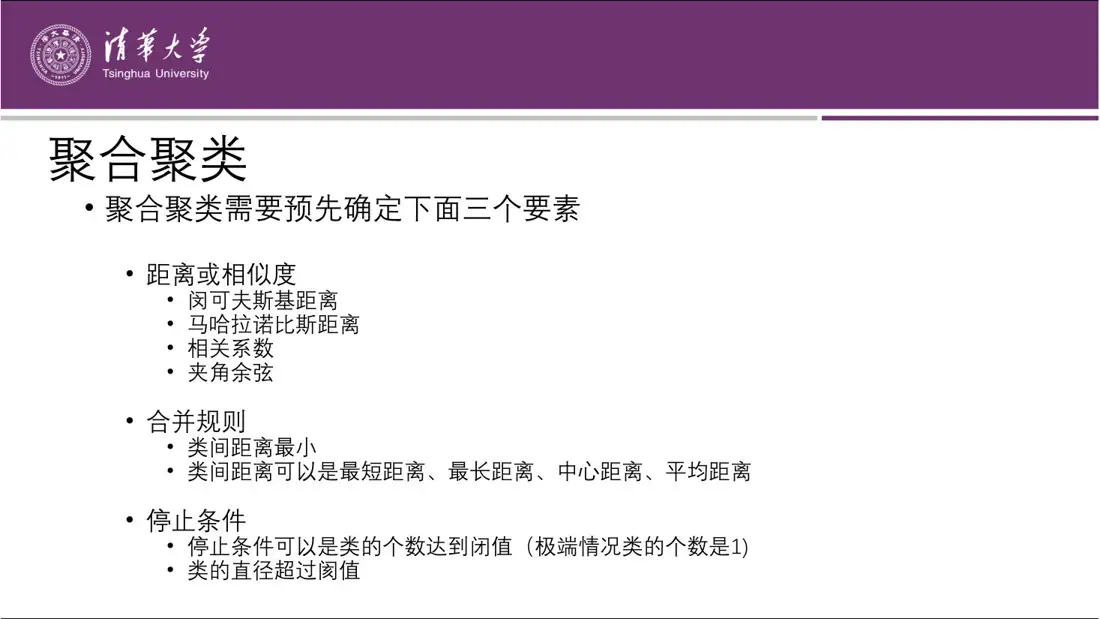 清华大学
Tsinghua University
聚合聚类
• 聚合聚类需要预先确定下面三个要素
• 距离或相似度
• 闵可夫斯基距离
• 马哈拉诺比斯距离
• 相关系数
• 夹角余弦
• 合并规则
• 类间距离最小
• 类间距离可以是最短距离、最长距离、中心距离、平均距离
• 停止条件
• 停止条件可以是类的个数达到闭值（极端情况类的个数是1)
• 类的直径超过阂值